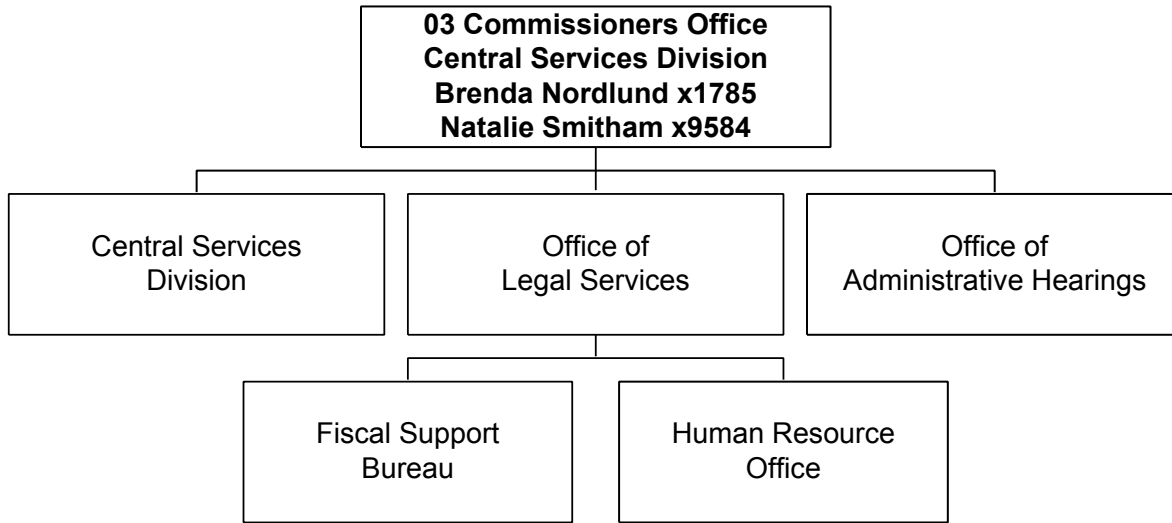 03 Commissioners Office
Central Services Division
Brenda Nordlund x1785
Natalie Smitham x9584
Central Services
Division
Office of
Legal Services
Office of
Administrative Hearings
Fiscal Support
Bureau
Human Resource
Office